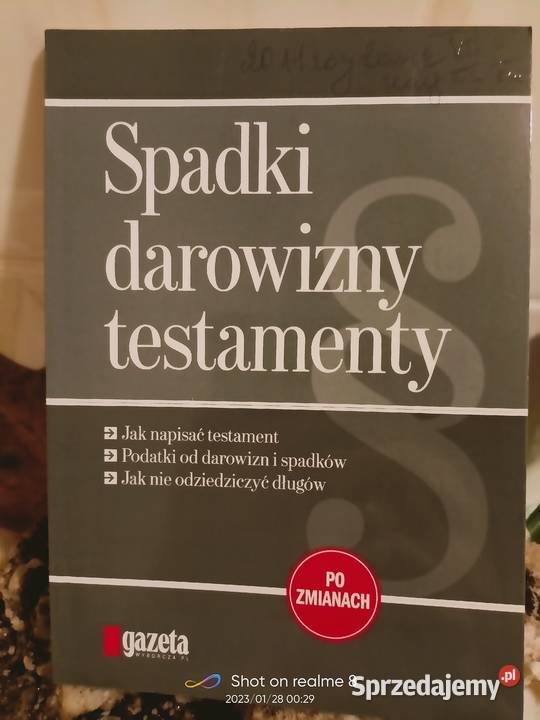 2011
Spadki
darowizny
testamenty
Jak napisać testament
Podatki od darowizn i spadków
Jak nie odziedziczyć długów
PO
ZMIANACH
gazeta
WYBORCZA.PL
Shot on realme 8
2023/01/28 00:29
Sprzedajemy.pl